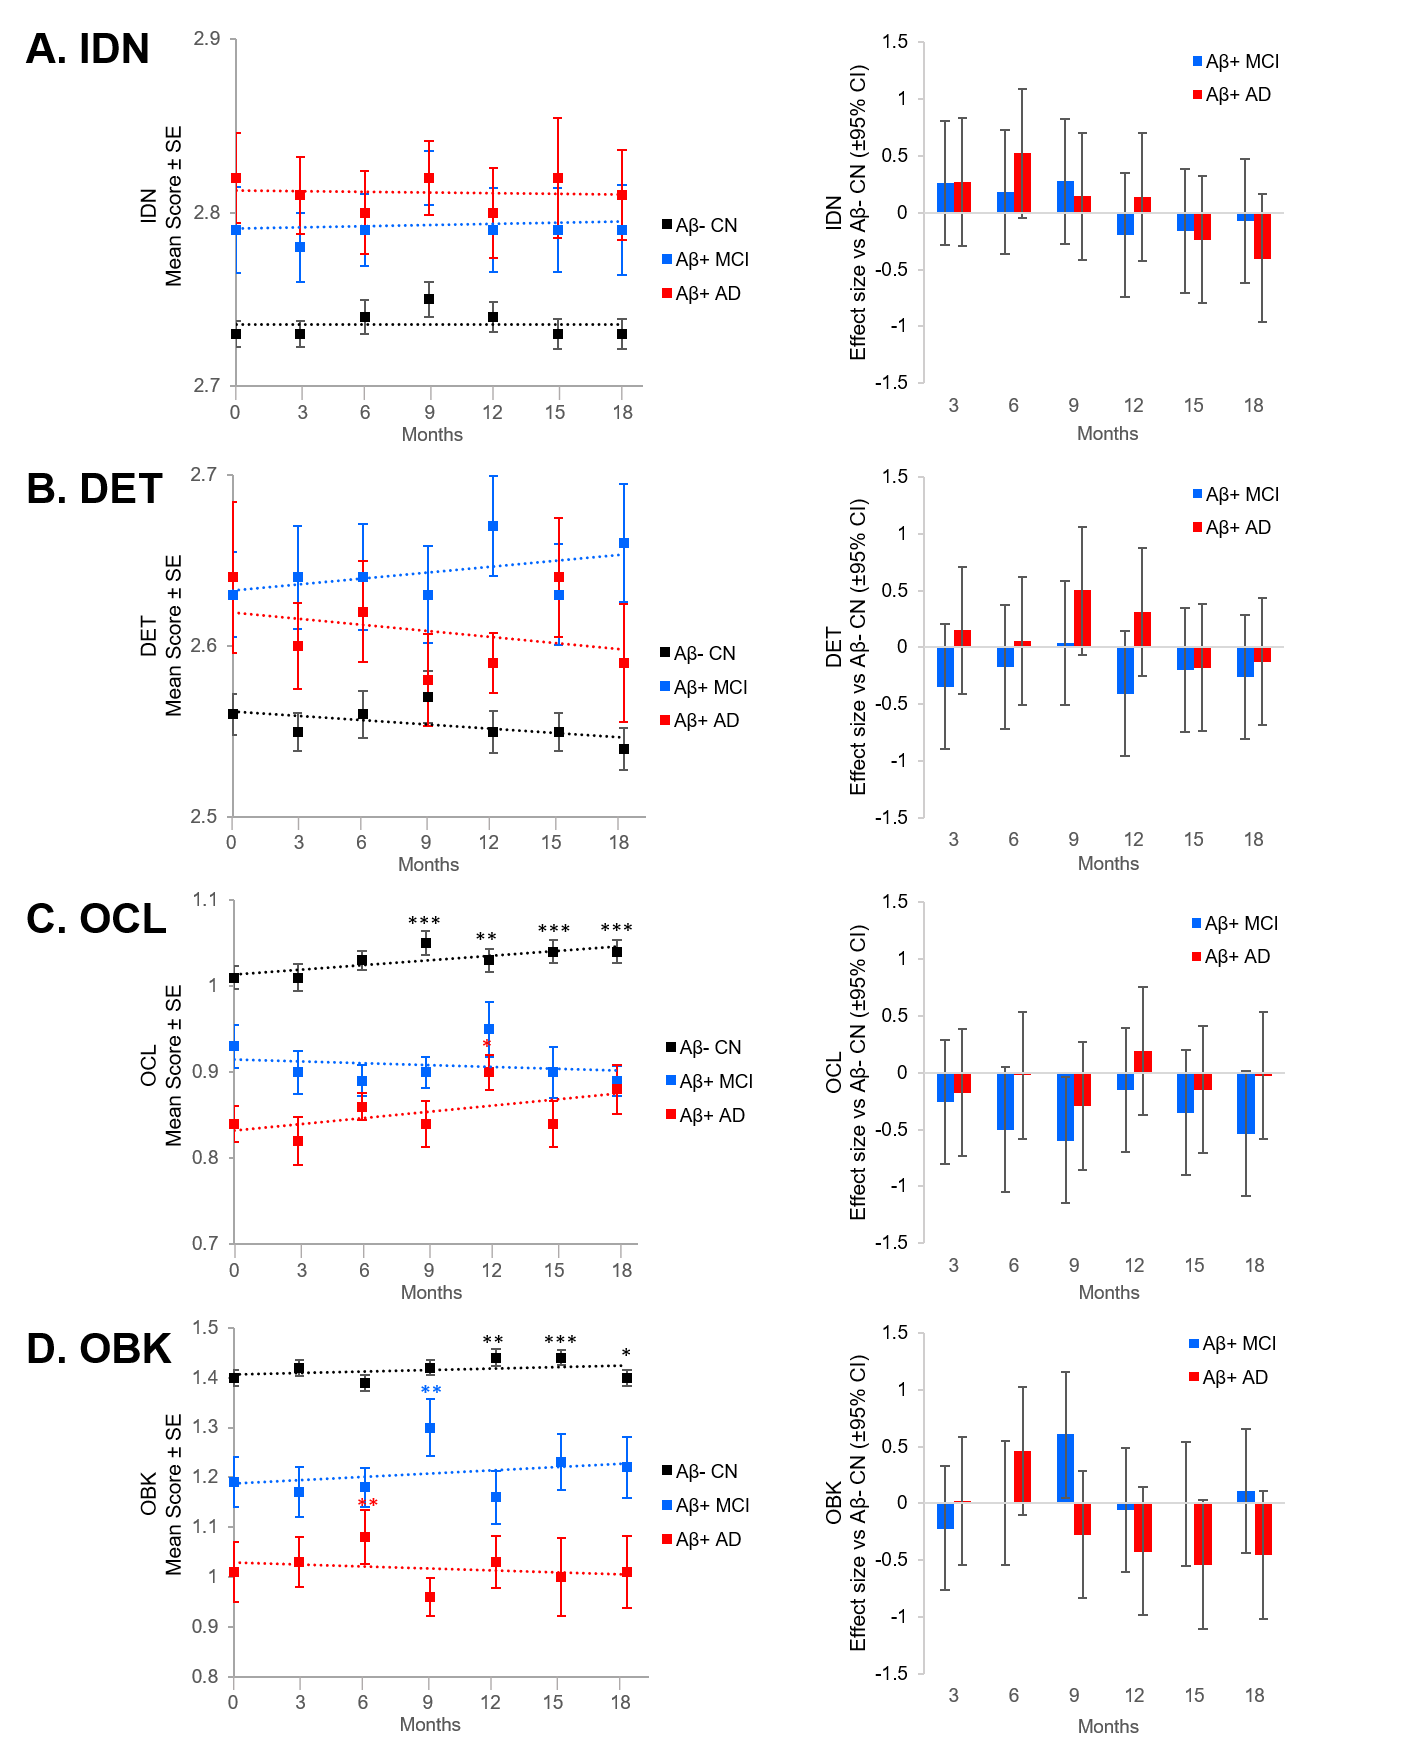 A. IDN
2.9
2.8
2.7
IDN
Mean Score ± SE
0 3 6 9 12 15 18
Months
Aβ- CN
Aβ+ MCI
Aβ+ AD
1.5
1
0.5
0
-0.5
-1
-1.5
IDN
Effect size vs Aβ- CN (±95% CI)
3 6 9 12 15 18
Months
Aβ+ MCI
Aβ+ AD
B. DET
2.7
2.6
2.5
DET
Mean Score ± SE
0 3 6 9 12 15 18
Months
Aβ- CN
Aβ+ MCI
Aβ+ AD
1.5
1
0.5
0
-0.5
-1
-1.5
DET
Effect size vs Aβ- CN (±95% CI)
3 6 9 12 15 18
Months
Aβ+ MCI
Aβ+ AD
C. OCL
1.1
1
0.9
0.8
0.7
OCL
Mean Score ± SE
*** ** *** ***
*
0 3 6 9 12 15 18
Months
Aβ- CN
Aβ+ MCI
Aβ+ AD
1.5
1
0.5
0
-0.5
-1
-1.5
OCL
Effect size vs Aβ- CN (±95% CI)
3 6 9 12 15 18
Months
Aβ+ MCI
Aβ+ AD
D. OBK
1.5
1.4
1.3
1.2
1.1
1
0.9
0.8
OBK
Mean Score ± SE
** *** *
**
**
0 3 6 9 12 15 18
Months
Aβ- CN
Aβ+ MCI
Aβ+ AD
1.5
1
0.5
0
-0.5
-1
-1.5
OBK
Effect size vs Aβ- CN (±95% CI)
3 6 9 12 15 18
Months
Aβ+ MCI
Aβ+ AD